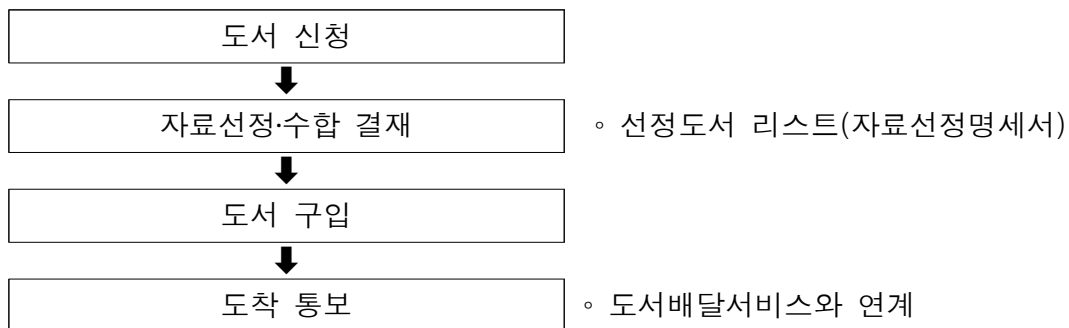 도서 신청
자료선정·수합 결재 ◦ 선정도서 리스트(자료선정명세서)
도서 구입
도착 통보 ◦ 도서배달서비스와 연계